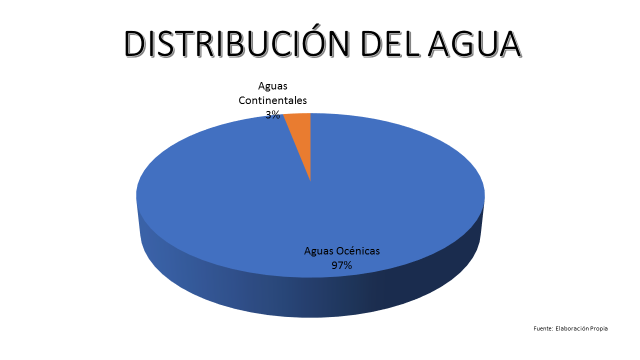 DISTRIBUCIÓN DEL AGUA
Aguas
Continentales
3%
Aguas Océnicas
97%
Fuente: Elaboración Propia